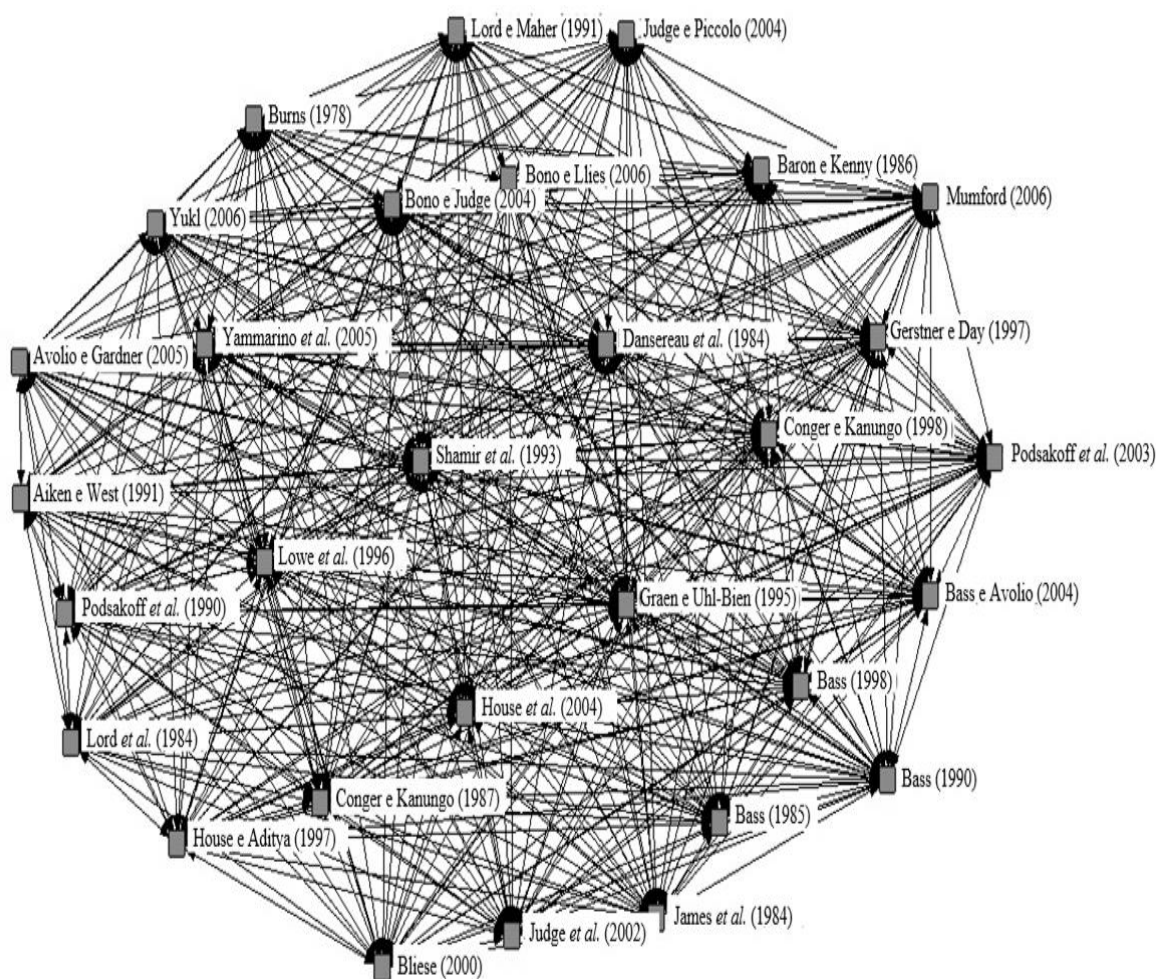 Lord e Maher (1991)
Judge e Piccolo (2004)
Burns (1978)
Baron e Kenny (1986)
Bono e Llies (2006)
Bono e Judge (2004)
Mumford (2006)
Yukl (2006)
Gerstner e Day (1997)
Yammarino et al. (2005)
Dansereau et al. (1984)
Avolio e Gardner (2005)
Conger e Kanungo (1998)
Shamir et al. (1993)
Podsakoff et al. (2003)
Aiken e West (1991)
Lowe et al. (1996)
Bass e Avolio (2004)
Graen e Uhl-Bien (1995)
Podsakoff et al. (1990)
Bass (1998)
House et al. (2004)
Lord et al. (1984)
Bass (1990)
Conger e Kanungo (1987)
Bass (1985)
House e Aditya (1997)
James et al. (1984)
Judge et al. (2002)
Bliese (2000)